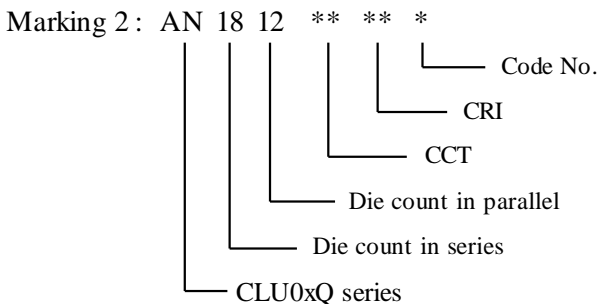 Marking 2 : AN 18 12 ** ** *
Code No.
CRI
CCT
Die count in parallel
Die count in series
CLU0xQ series